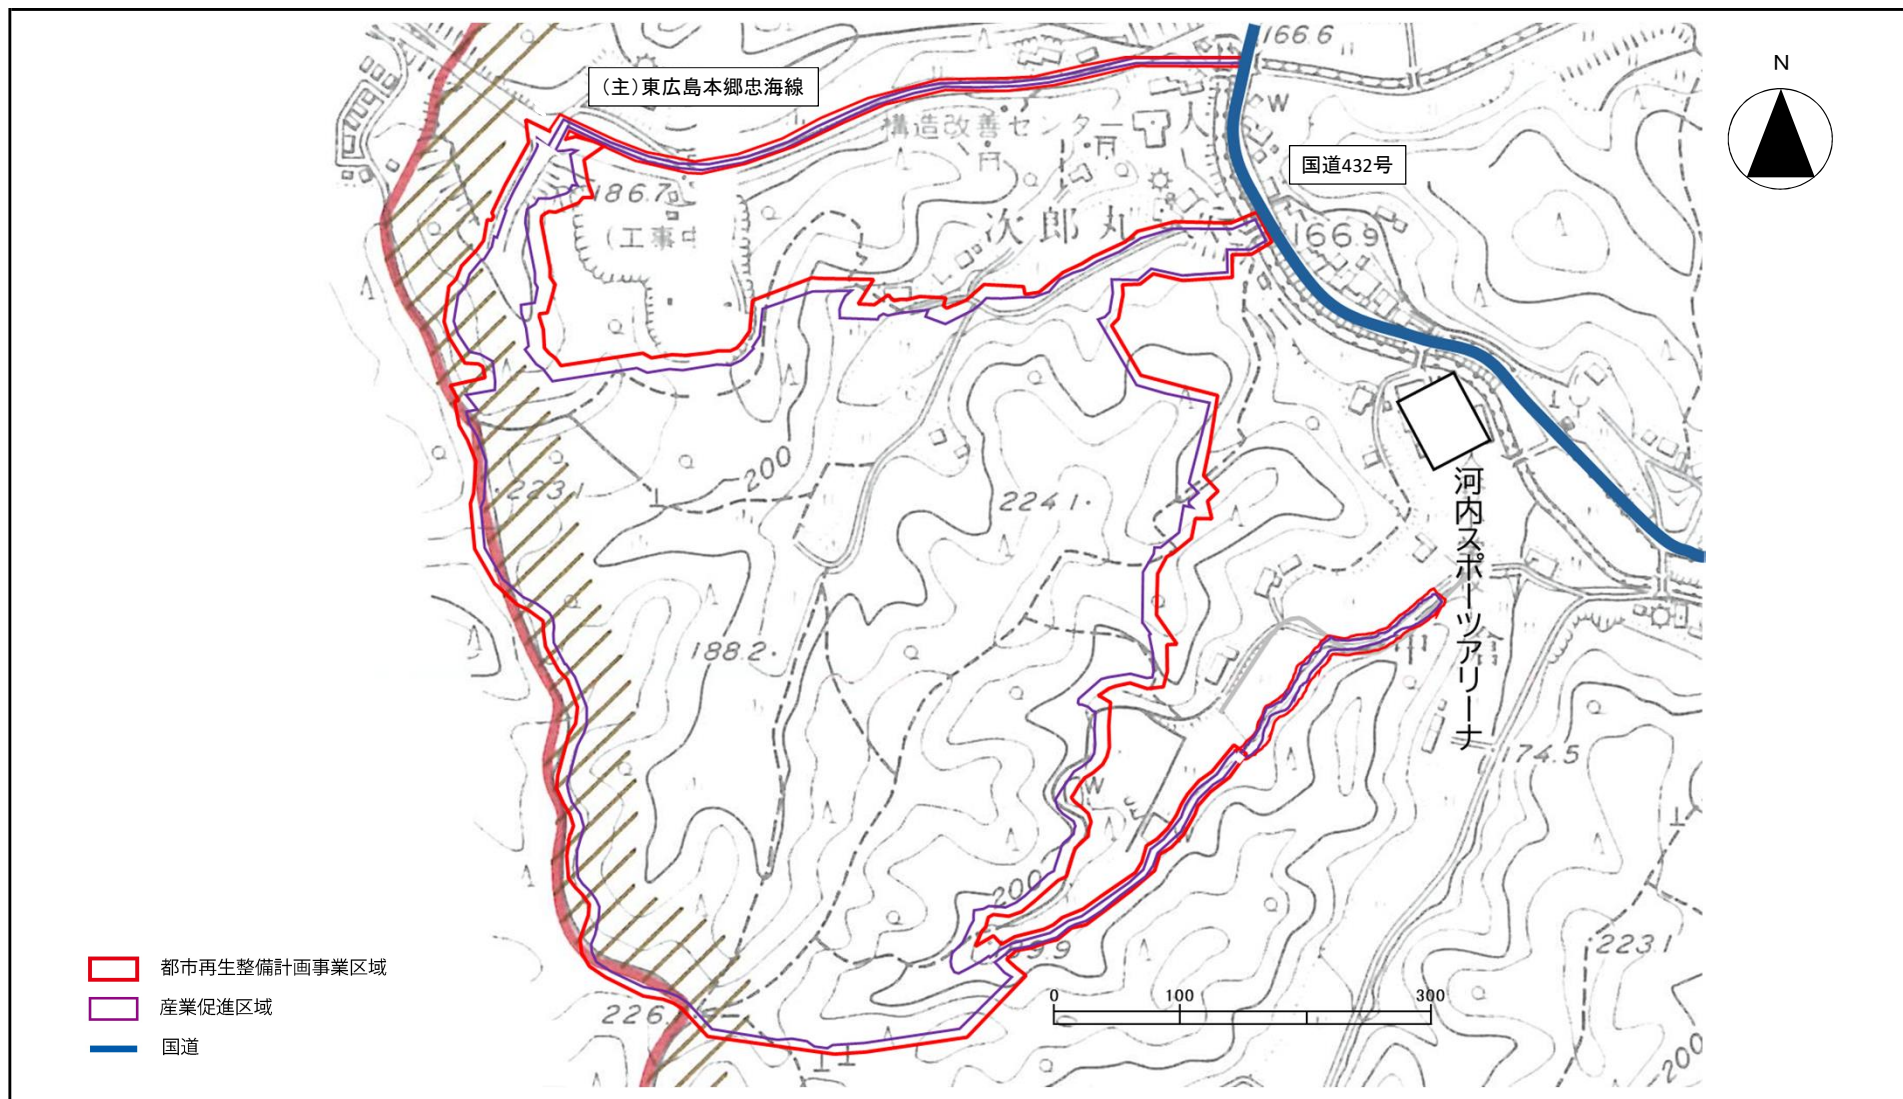 166.6
N
(主)東広島本郷忠海線
W
構造改善センター
人
国道432号
186.7
(工事中
次郎丸
166.9
200
223.1
224.1
河内スポーツアリーナ
188.2
174.5
W
200
9.9
223.1
都市再生整備計画事業区域
産業促進区域
国道
226.
0 100 300
200